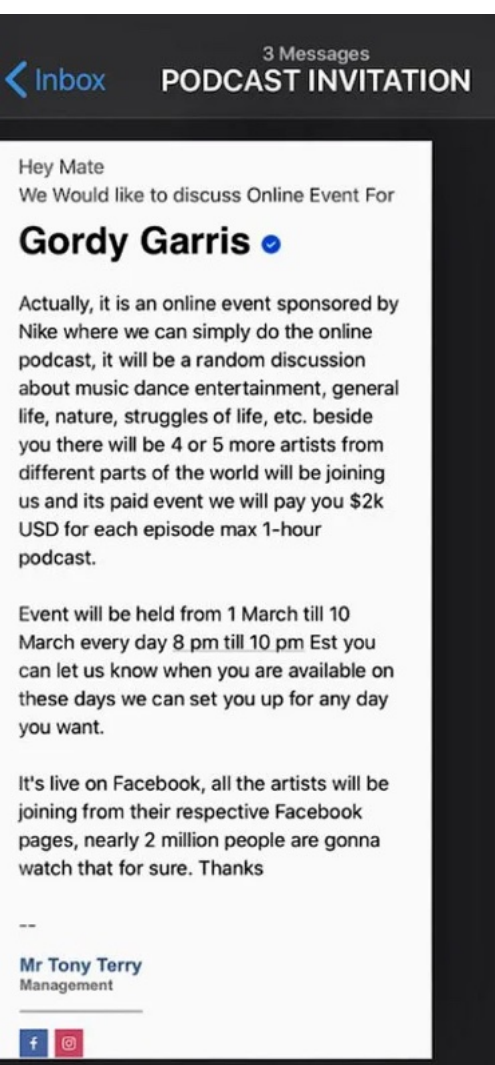 3 Messages
Inbox
PODCAST INVITATION
Hey Mate
We Would like to discuss Online Event For
Gordy Garris
Actually, it is an online event sponsored by
Nike where we can simply do the online
podcast, it will be a random discussion
about music dance entertainment, general
life, nature, struggles of life, etc. beside
you there will be 4 or 5 more artists from
different parts of the world will be joining
us and its paid event we will pay you $2k
USD for each episode max 1-hour
podcast.
Event will be held from 1 March till 10
March every day 8 pm till 10 pm Est you
can let us know when you are available on
these days we can set you up for any day
you want.
It's live on Facebook, all the artists will be
joining from their respective Facebook
pages, nearly 2 million people are gonna
watch that for sure. Thanks
--
Mr Tony Terry
Management